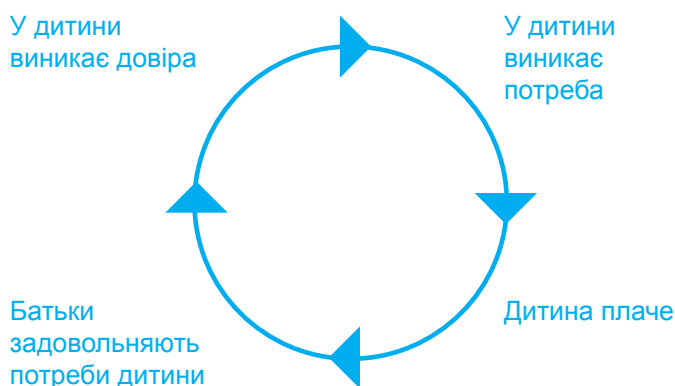 У дитини
виникає довіра
У дитини
виникає
потреба
Дитина плаче
Батьки
задовольняють
потреби дитини